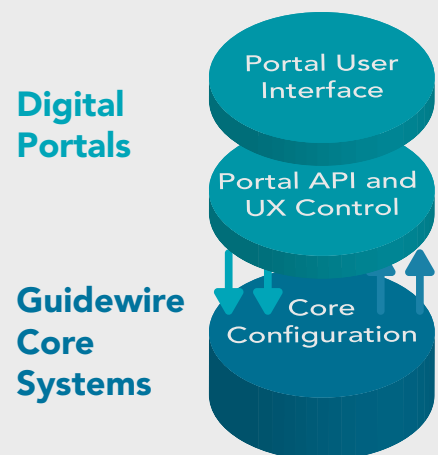 Digital
Portals
Portal User
Interface
Portal API and
UX Control
Guidewire
Core
Systems
Core
Configuration